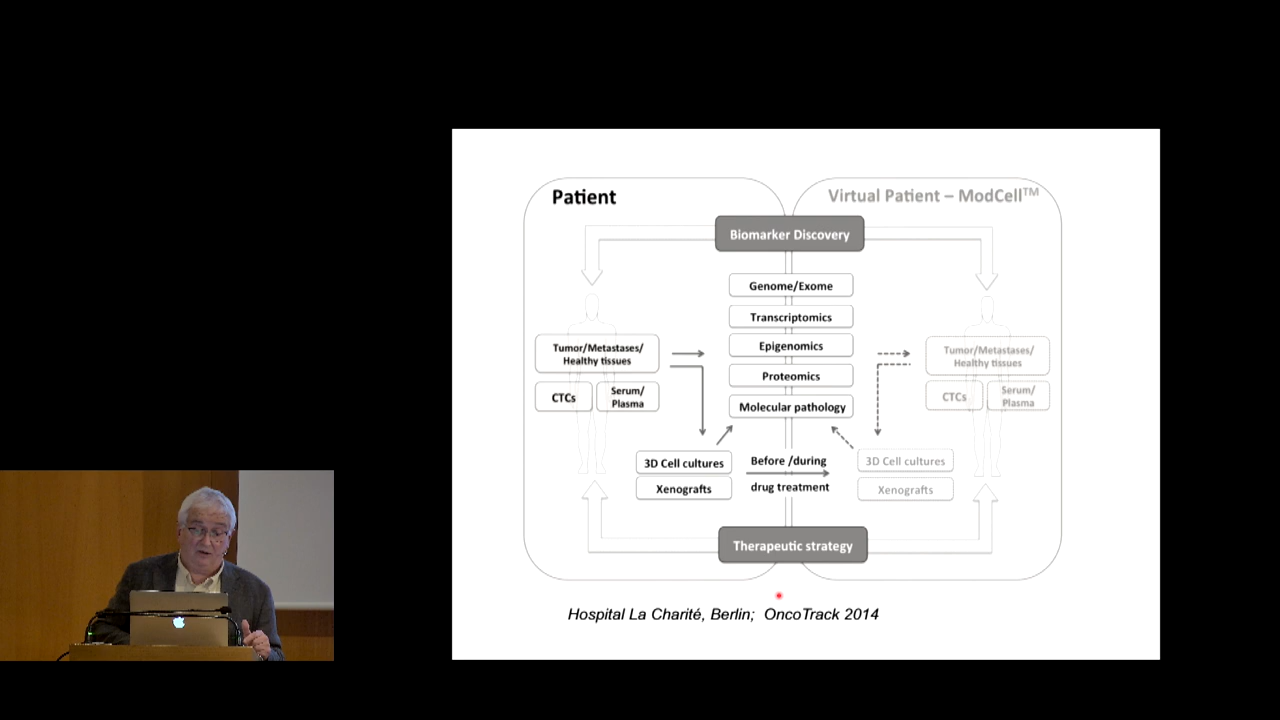 Patient
Virtual Patient – ModCell™
Biomarker Discovery
Genome/Exome
Transcriptomics
Epigenomics
Proteomics
Molecular pathology
Tumor/Metastases/
Healthy tissues
CTCs
Serum/
Plasma
3D Cell cultures
Xenografts
Before /during
drug treatment
Tumor/Metastases/
Healthy tissues
CTCs
Serum/
Plasma
3D Cell cultures
Xenografts
Therapeutic strategy
Hospital La Charité, Berlin; OncoTrack 2014